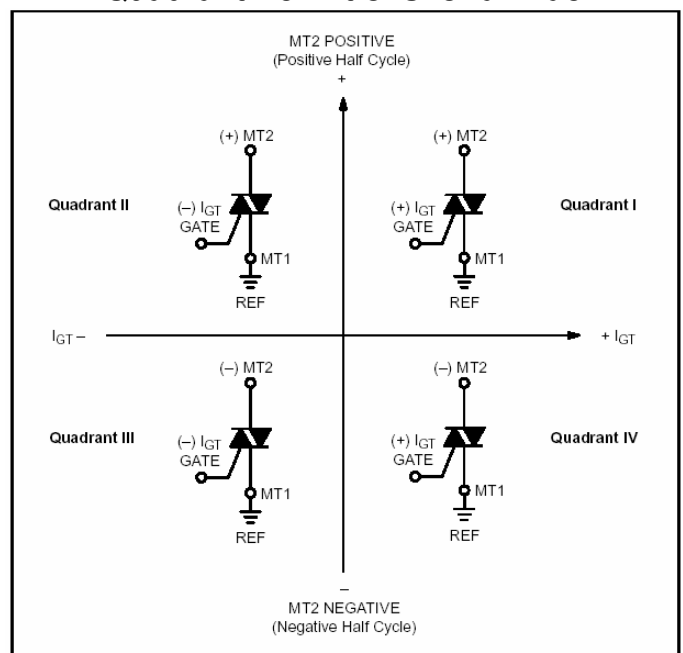 MT2 POSITIVE
(Positive Half Cycle)
+
(+) MT2
(+) MT2
Quadrant II
(–) IGT
GATE
(+) IGT
GATE
Quadrant I
MT1
MT1
REF
REF
IGT –
+ IGT
(–) MT2
(–) MT2
Quadrant III
(–) IGT
GATE
(+) IGT
GATE
Quadrant IV
MT1
MT1
REF
REF
–
MT2 NEGATIVE
(Negative Half Cycle)